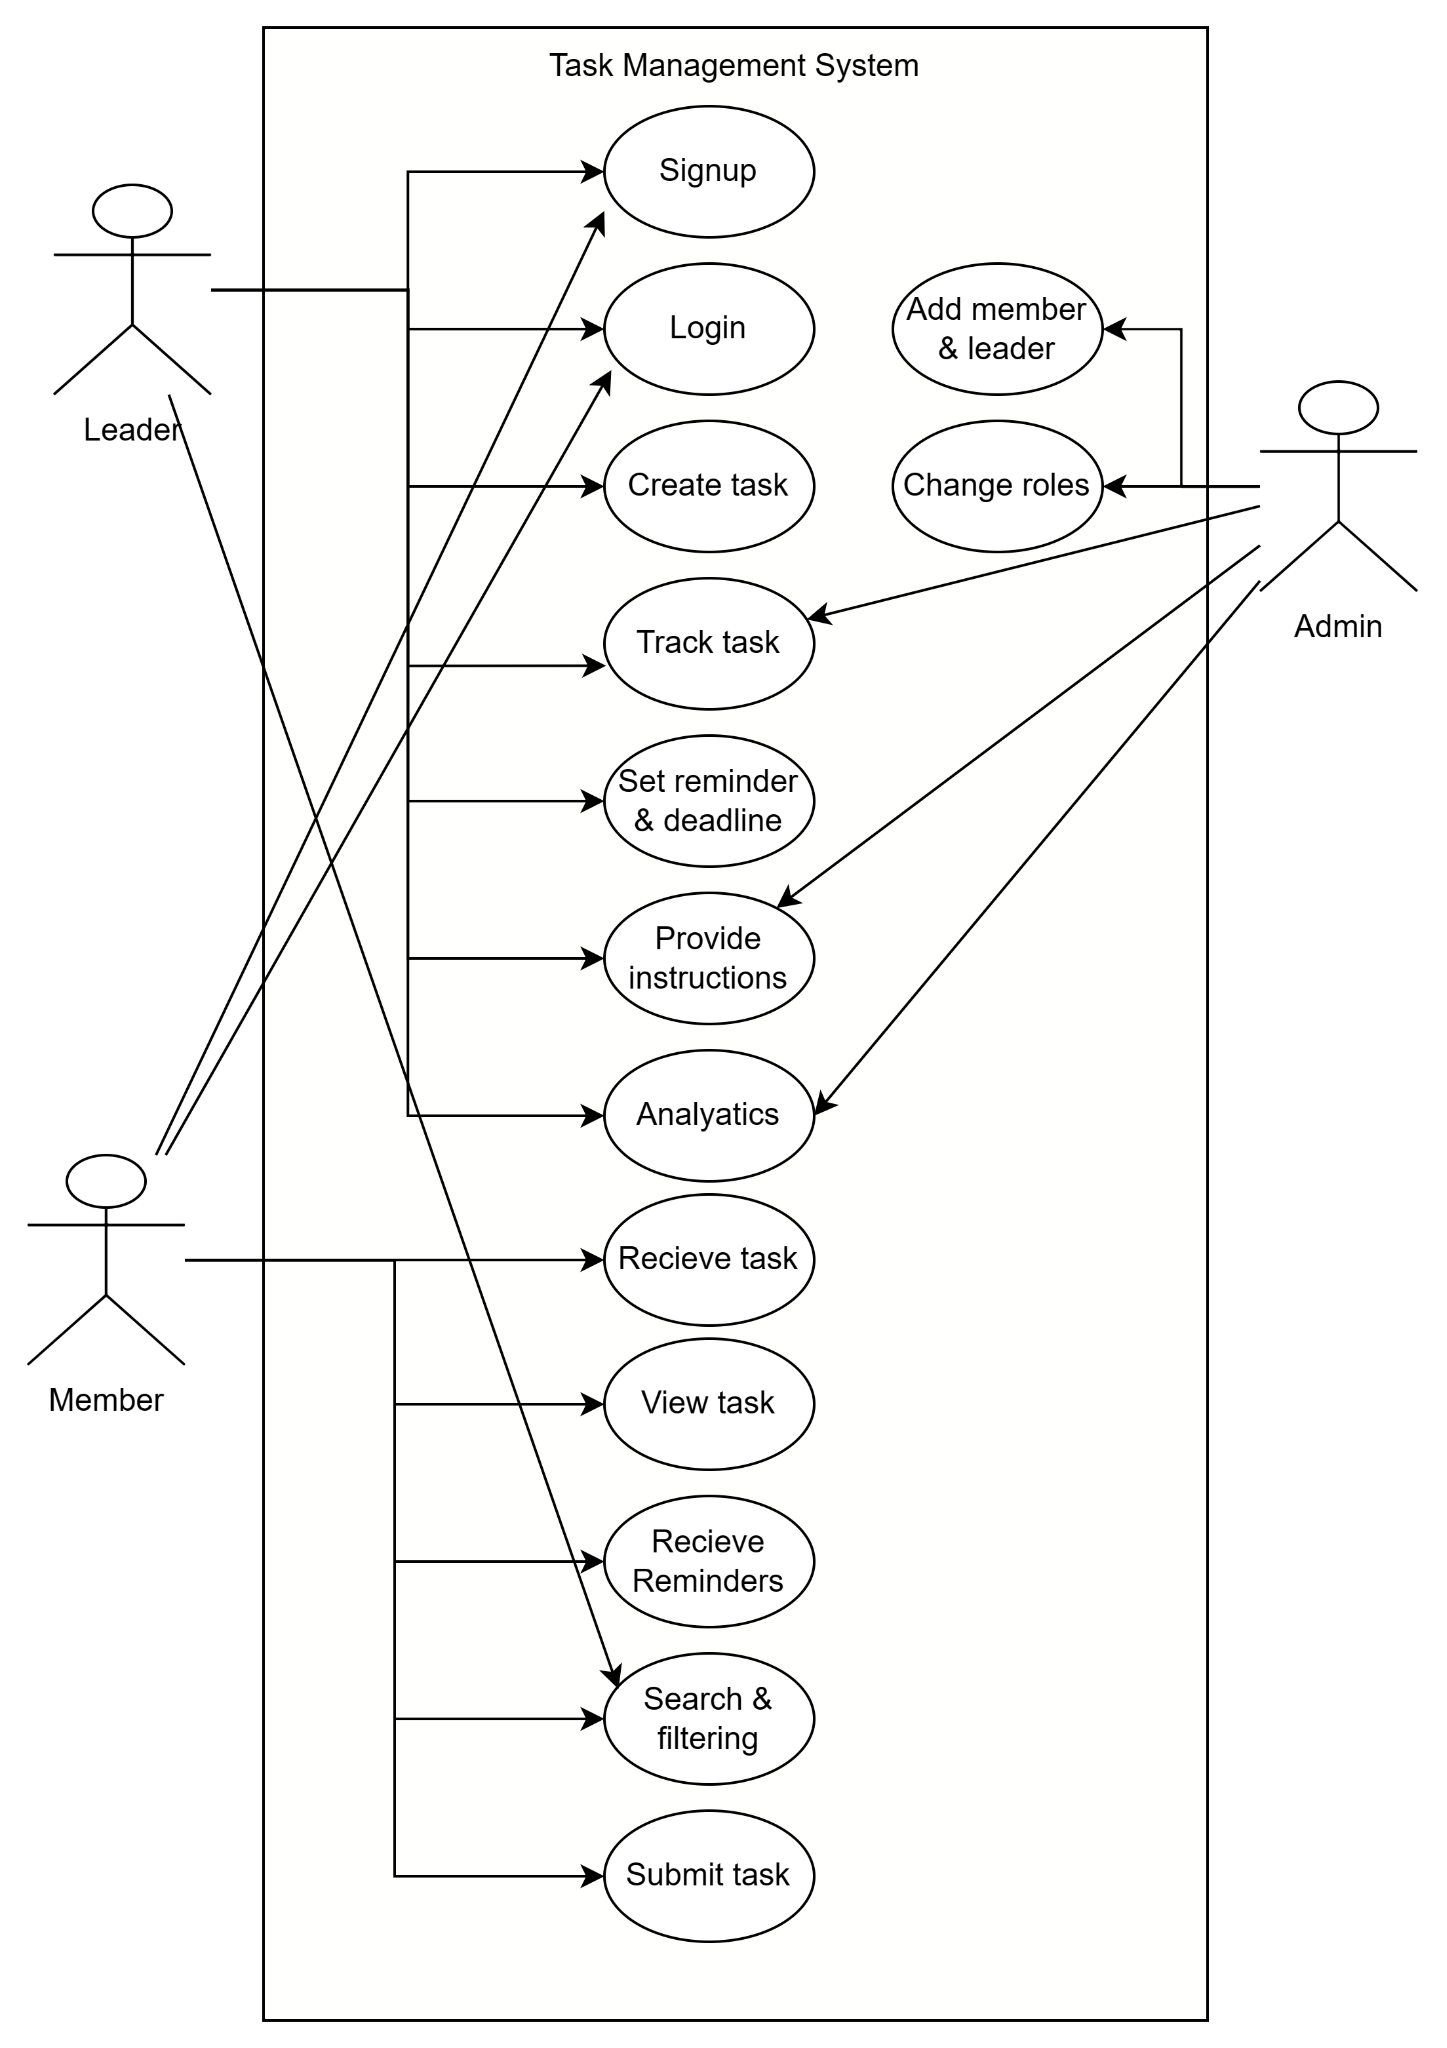 Task Management System
Signup
Leader
Login
Add member
& leader
Create task
Change roles
Track task
Admin
Set reminder
& deadline
Provide
instructions
Analyatics
Recieve task
Member
View task
Recieve
Reminders
Search &
filtering
Submit task